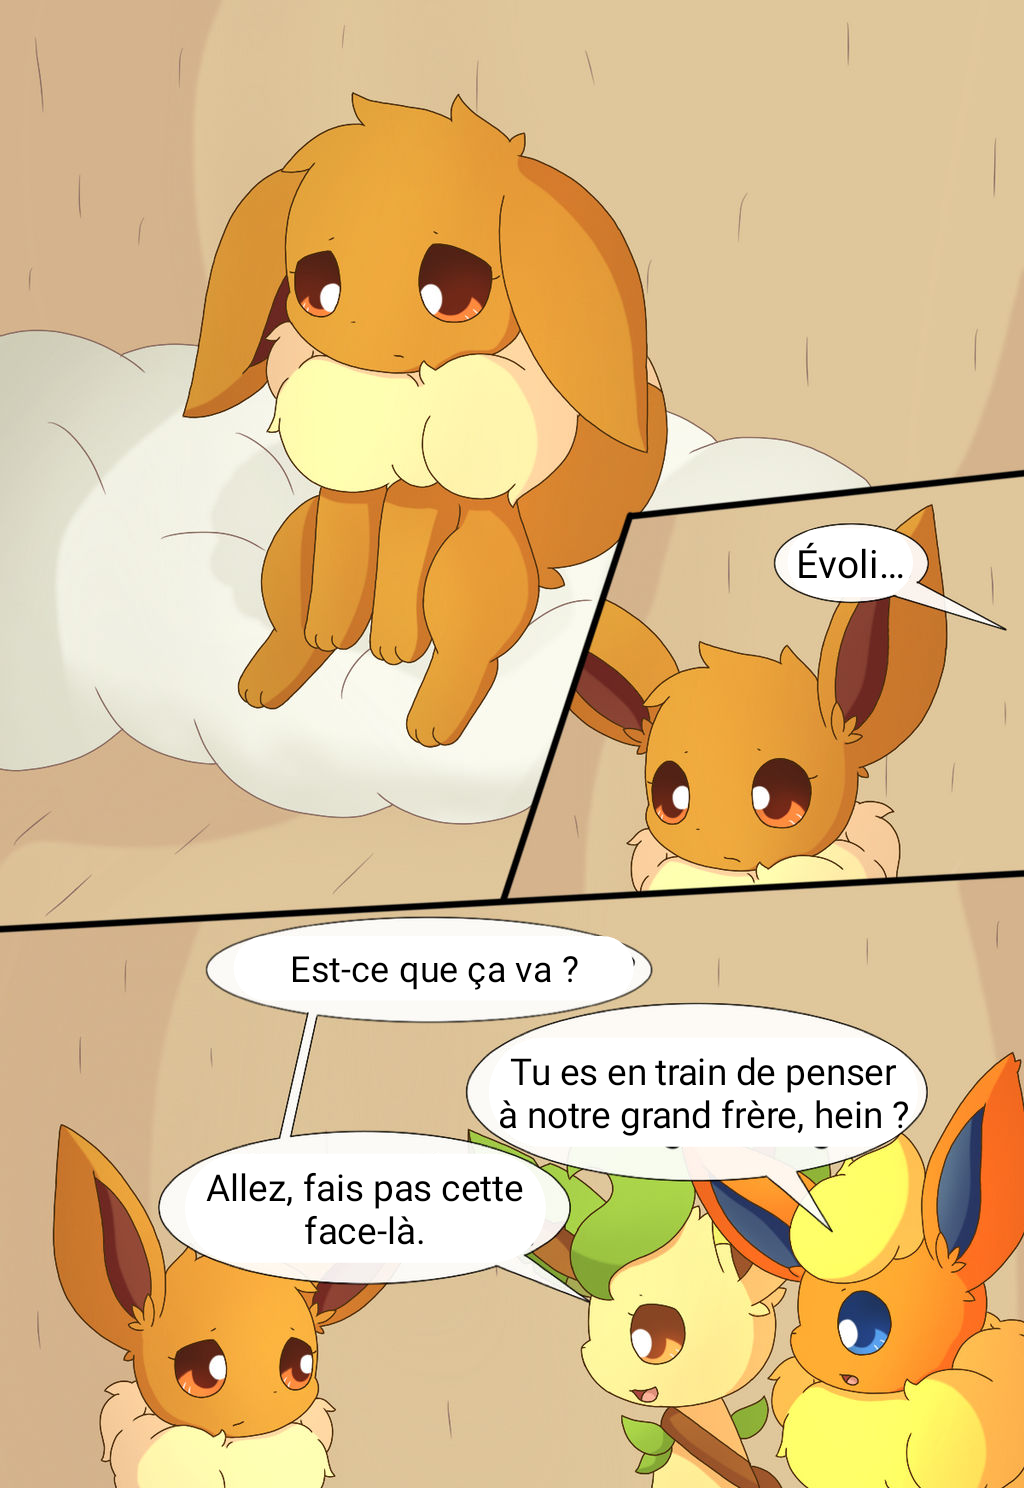 Évoli...
Est-ce que ça va ?
Tu es en train de penser
à notre grand frère, hein ?
Allez, fais pas cette
face-là.